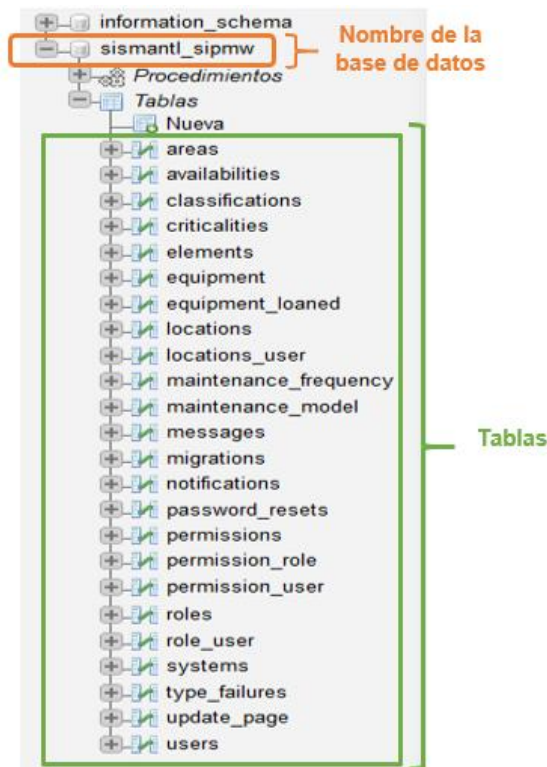 information_schema
sismantl_sipmw
Nombre de la
base de datos
Procedimientos
Tablas
Nueva
areas
availabilities
classifications
criticalities
elements
equipment
equipment_loaned
locations
locations_user
maintenance_frequency
maintenance_model
messages
Tablas
migrations
notifications
password_resets
permissions
permission_role
permission_user
roles
role_user
systems
type_failures
update_page
users